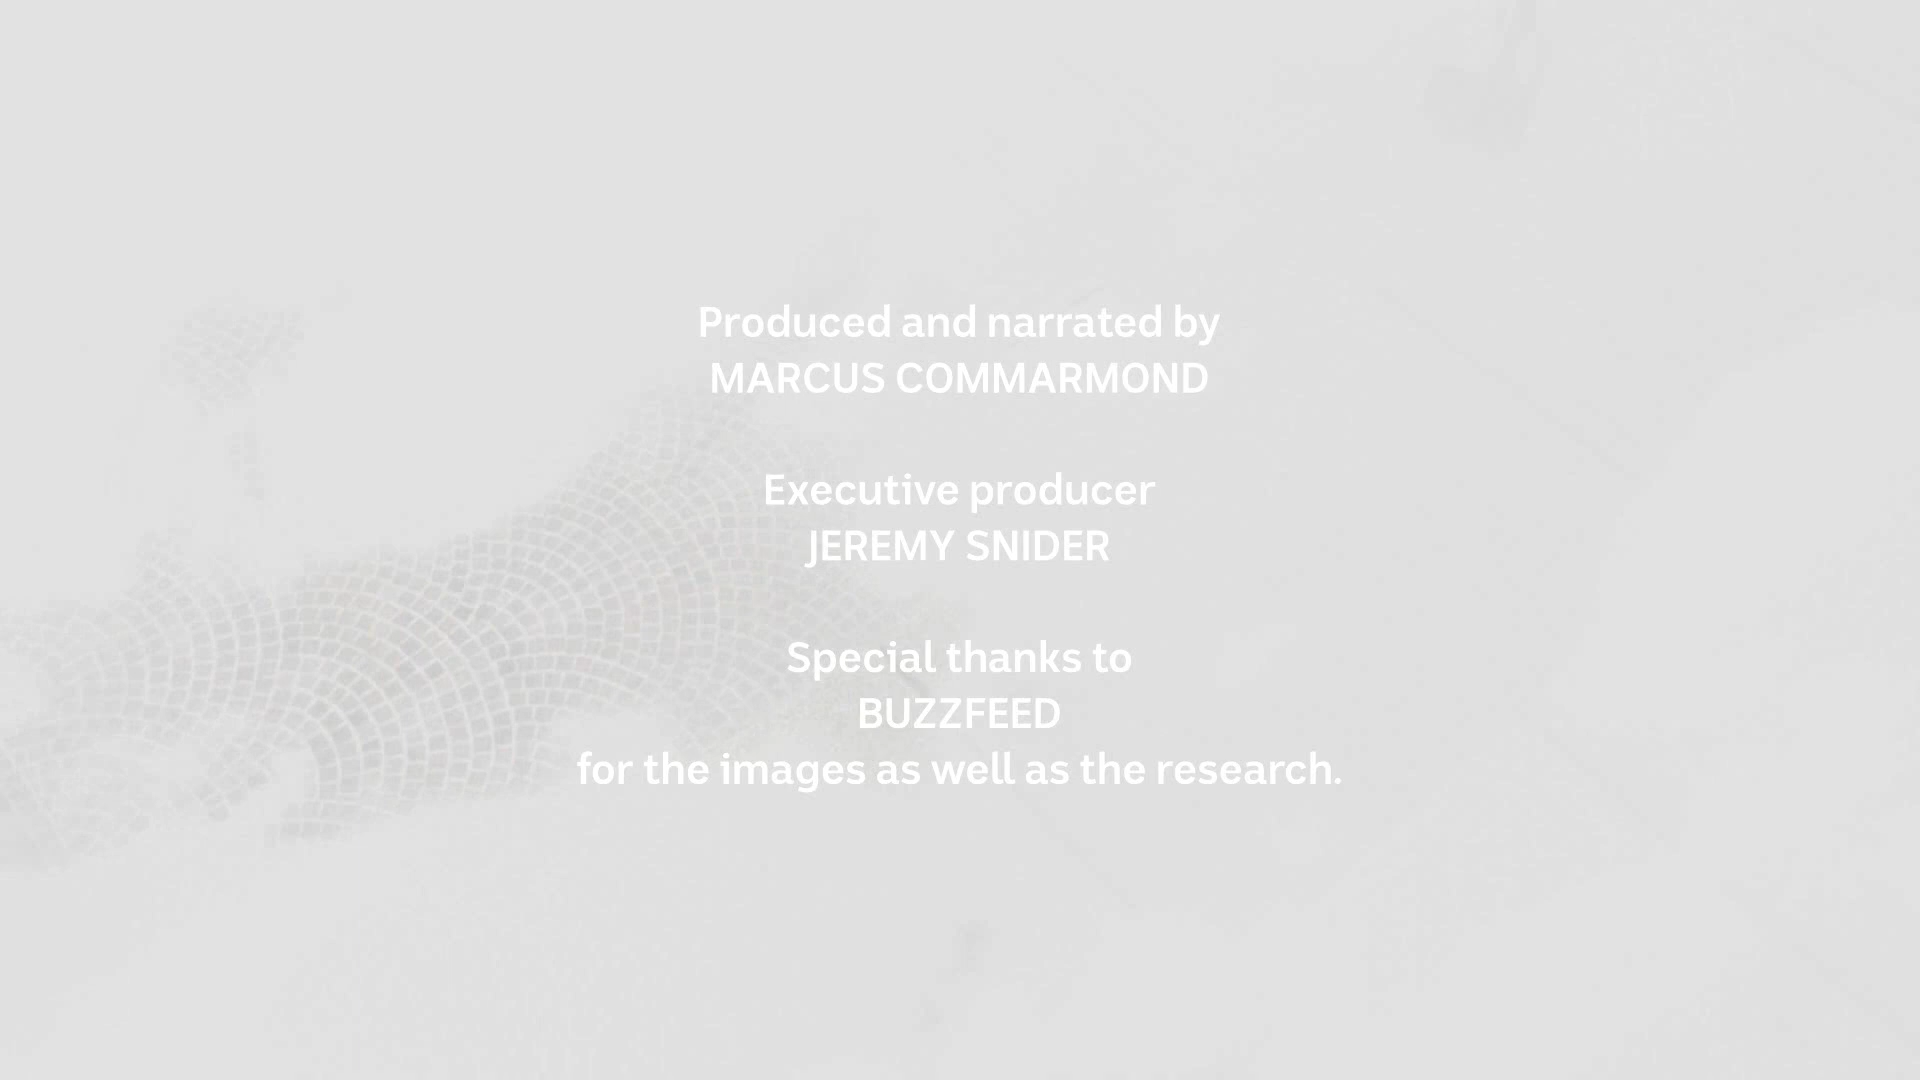 Produced and narrated by
MARCUS COMMARMOND
Executive producer
JEREMY SNIDER
Special thanks to
BUZZFEED
for the images as well as the research.